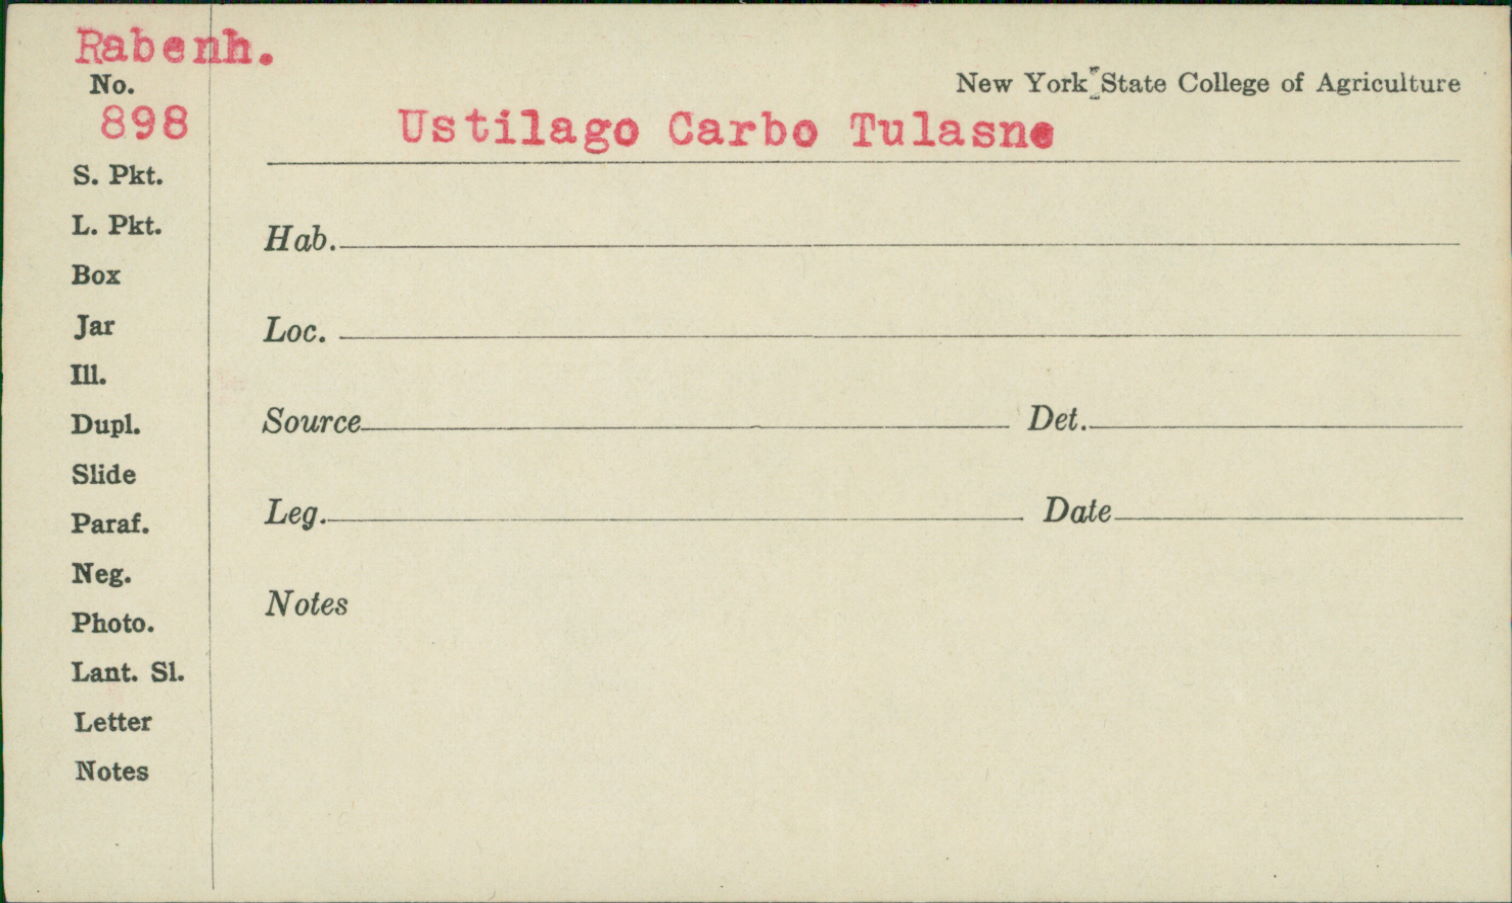 Rabenh.
No.
898
New York State College of Agriculture
Ustilago Carbo Tulasne
S. Pkt.
L. Pkt.
Box
Jar
Ill.
Dupl.
Slide
Paraf.
Neg.
Photo.
Lant. Sl.
Letter
Notes
Hab.
Loc.
Source Det.
Leg. Date
Notes